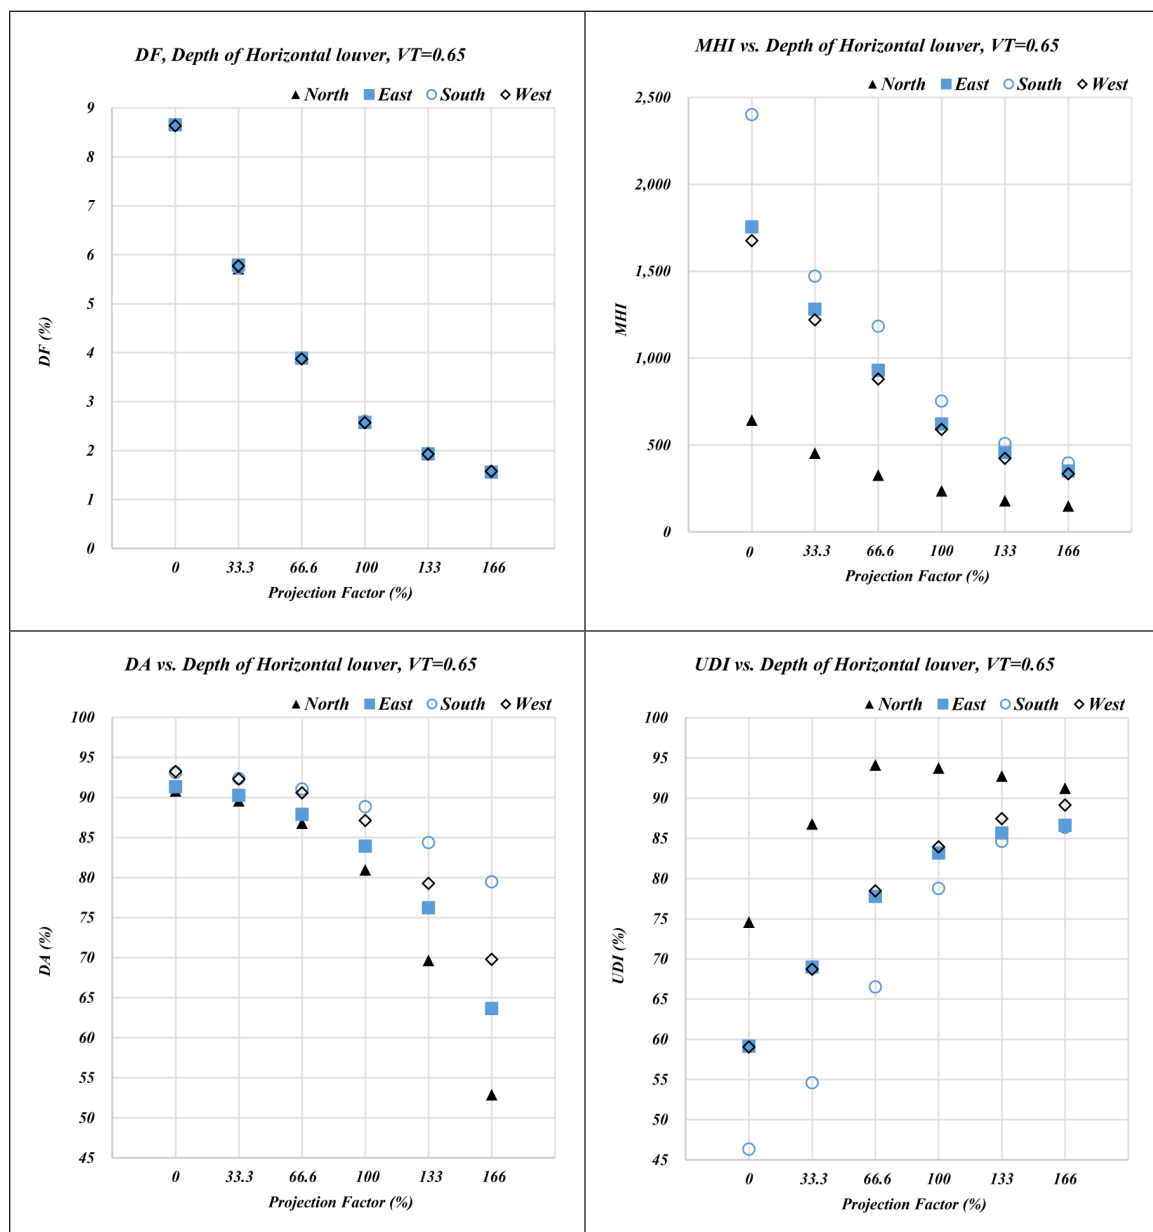 DF, Depth of Horizontal louver, VT=0.65
North East South West
9
8
7
6
5
4
3
2
1
0
DF (%)
0 33.3 66.6 100 133 166
Projection Factor (%)
MHI vs. Depth of Horizontal louver, VT=0.65
North East South West
2,500
2,000
1,500
1,000
500
0
MHI
0 33.3 66.6 100 133 166
Projection Factor (%)
DA vs. Depth of Horizontal louver, VT=0.65
North East South West
100
95
90
85
80
75
70
65
60
55
50
45
DA (%)
0 33.3 66.6 100 133 166
Projection Factor (%)
UDI vs. Depth of Horizontal louver, VT=0.65
North East South West
100
95
90
85
80
75
70
65
60
55
50
45
UDI (%)
0 33.3 66.6 100 133 166
Projection Factor (%)